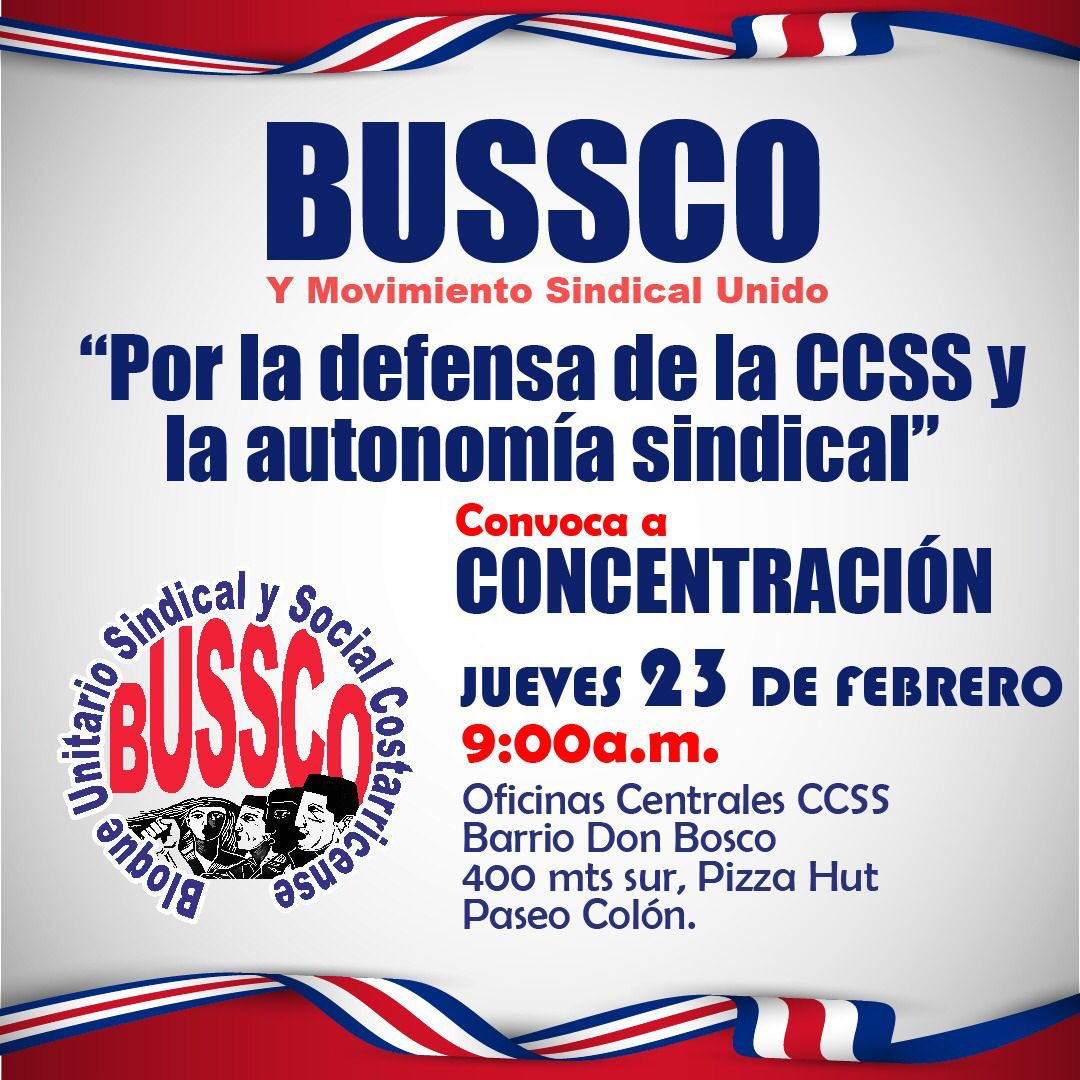 BUSSCO
Y Movimiento Sindical Unido
“Por la defensa de la CCSS y
la autonomía sindical”
Convoca a
CONCENTRACIÓN
JUEVES 23 DE FEBRERO
9:00a.m.
Oficinas Centrales CCSS
Barrio Don Bosco
400 mts sur, Pizza Hut
Paseo Colón.
Bloque Unitario Sindical y Social Costarricense
BUSSCO